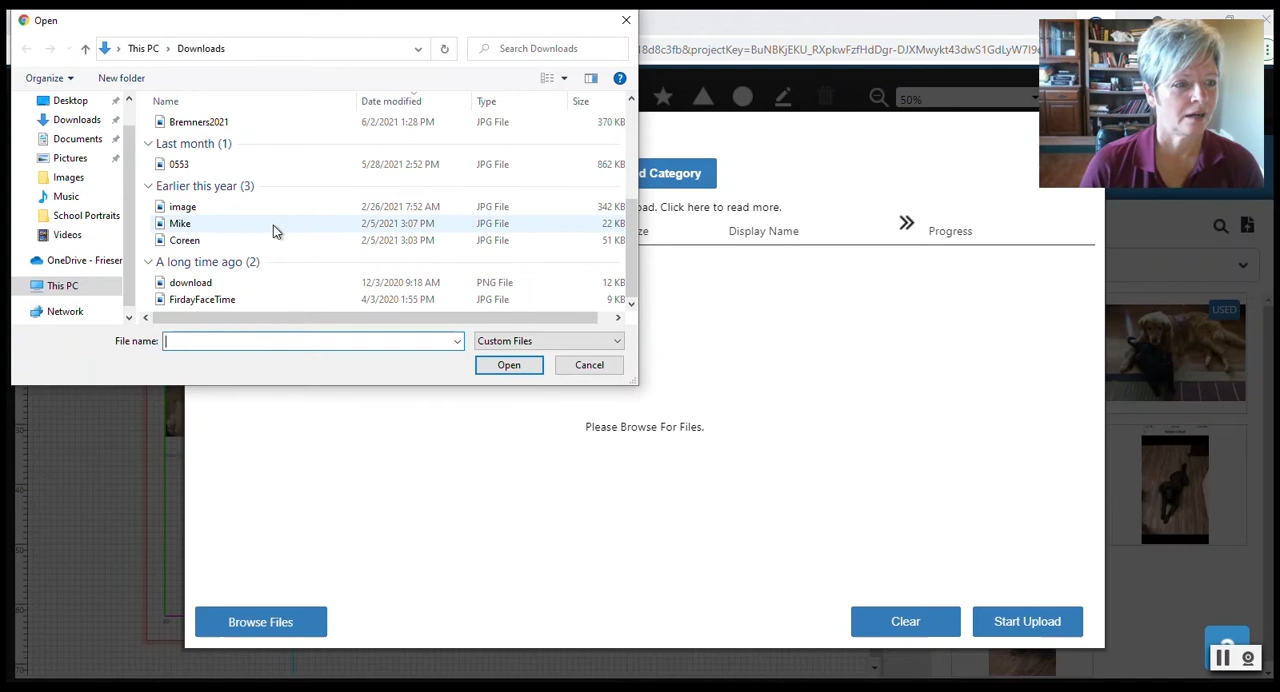 Open
This PC
Downloads
Search Downloads
18d8c3fb&projectKey=BuNBKjEKU_RXpkwFzfHdDgr-DJXMwykt43dwS1GdLyW7l9
Organize
New folder
50%
Desktop
Downloads
Documents
Pictures
Images
Music
School Portraits
Videos
OneDrive - Frieser
This PC
Network
Name Date modified Type Size
Bremners2021 6/2/2021 1:28 PM JPG File 370 KB
Last month (1)
0553 5/28/2021 2:52 PM JPG File 862 KB
Earlier this year (3)
image 2/26/2021 7:52 AM JPG File 342 KB
Mike 2/5/2021 3:07 PM JPG File 22 KB
Coreen 2/5/2021 3:03 PM JPG File 51 KB
A long time ago (2)
download 12/3/2020 9:18 AM PNG File 12 KB
FirdayFaceTime 4/3/2020 1:55 PM JPG File 9 KB
File name:
Custom Files
Open
Cancel
d Category
oad. Click here to read more.
ze Display Name Progress
USED
Please Browse For Files.
Browse Files
Clear
Start Upload